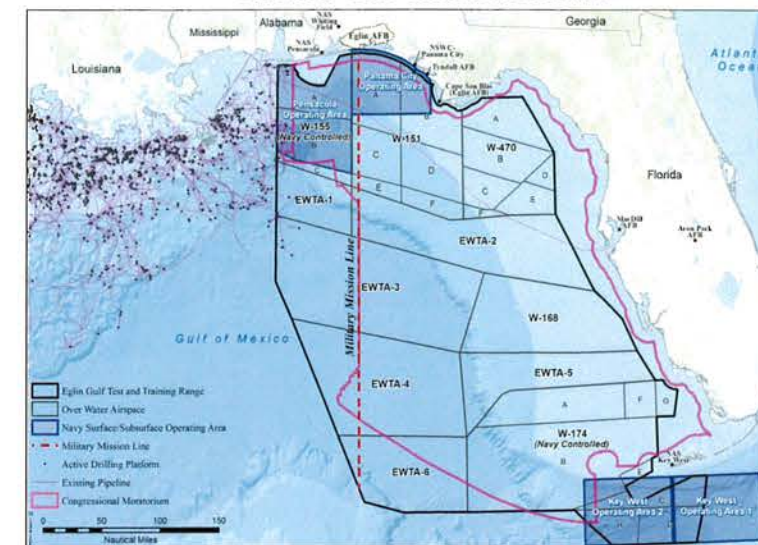 Alabama
NAS
Whiting
Field
Eglin AFB
Georgia
Mississippi
NAS
Pensacola
NSWC-
Panama City
Tyndall AFB
Atlantic
Ocean
Louisiana
Cape San Blas
(Eglin AFB)
Panama City
Operating Area
A
B
Pensacola
Operating Area
W-155
(Navy Controlled)
B
W-151
A
W-470
B
C
D
C
D
E
C
E
F
F
Florida
EWTA-1
MacDill
AFB
Avon Park
AFB
EWTA-2
EWTA-3
Military Mission Line
W-168
Gulf of Mexico
EWTA-4
EWTA-5
A
F
G
W-174
(Navy Controlled)
B
NAS
Key West
E
EWTA-6
Key West
Operating Area 2
Key West
Operating Area 1
Eglin Gulf Test and Training Range
Over Water Airspace
Navy Surface/Subsurface Operating Area
Military Mission Line
Active Drilling Platform
Existing Pipeline
Congressional Moratorium
0 50 100 150
Nautical Miles